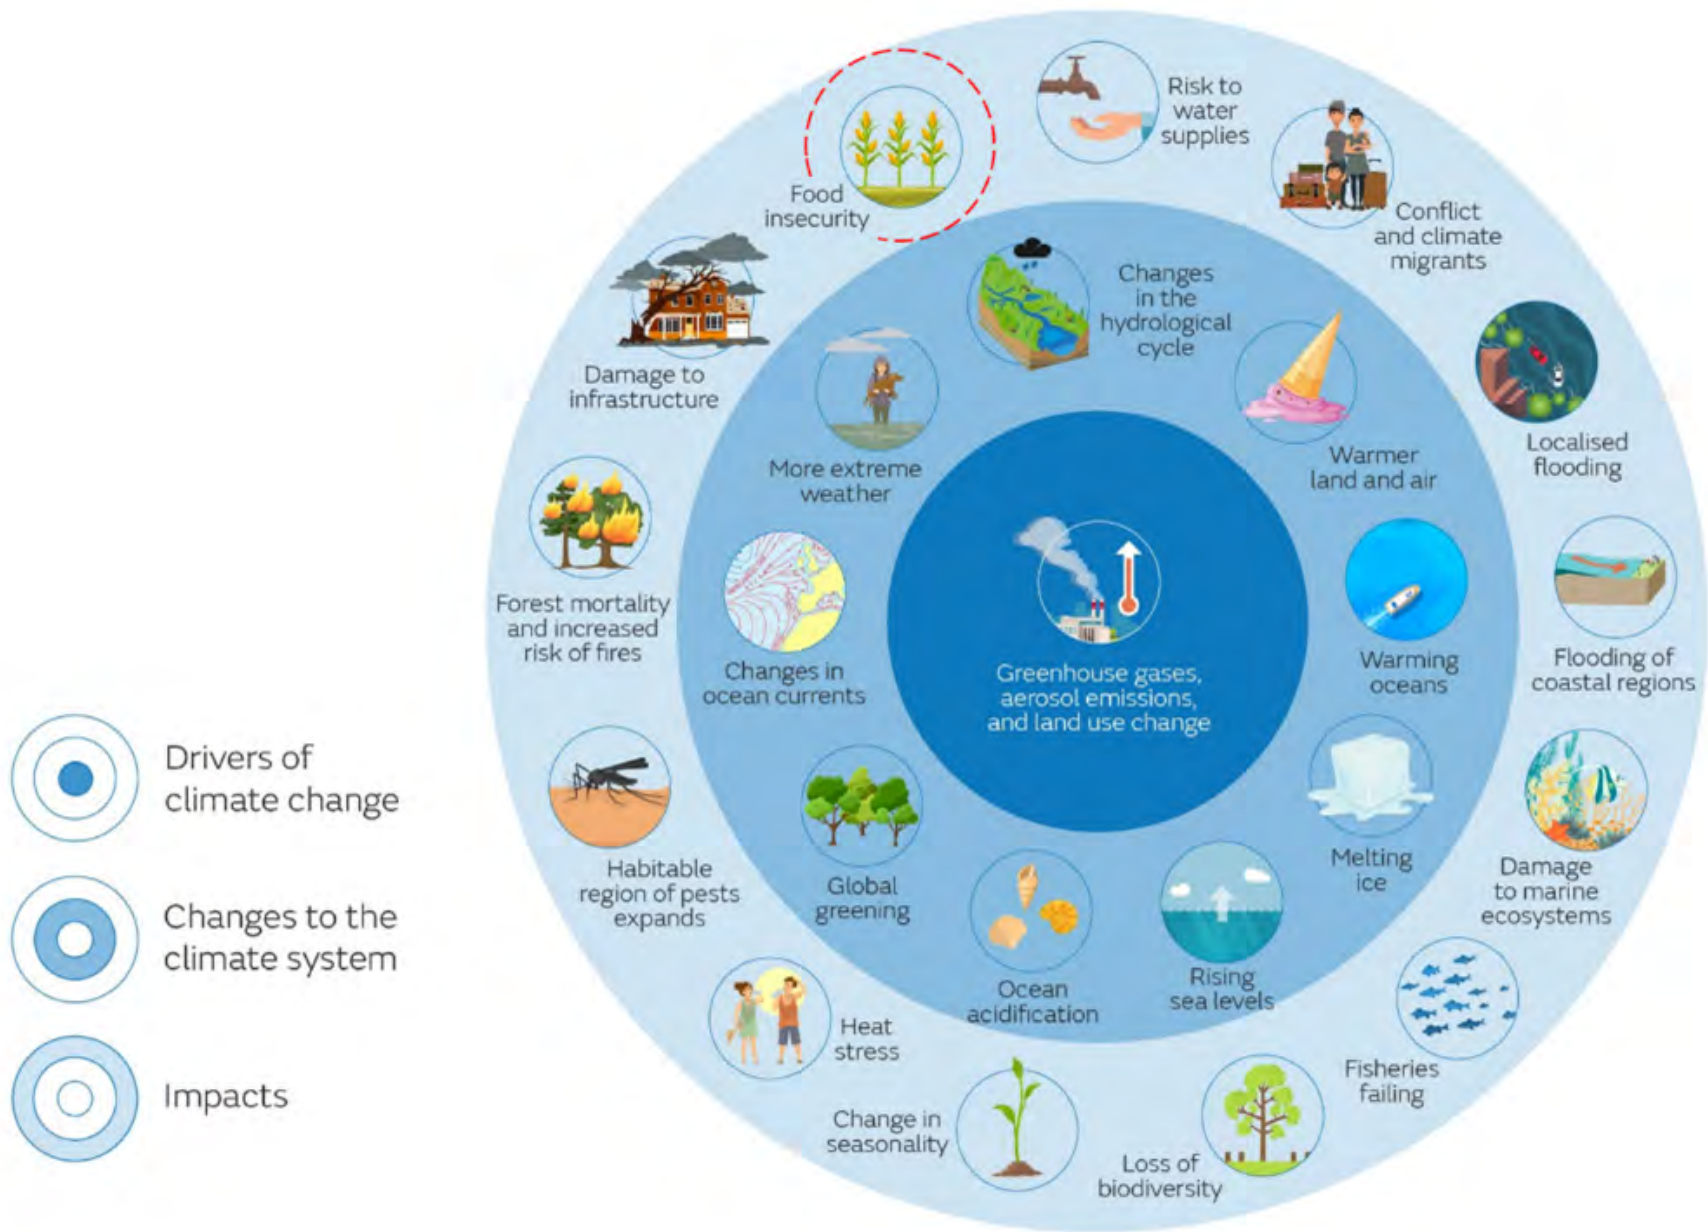 Risk to
water
supplies
Food
insecurity
Conflict
and climate
migrants
Damage to
infrastructure
Changes
in the
hydrological
cycle
More extreme
weather
Warmer
land and air
Localised
flooding
Forest mortality
and increased
risk of fires
Changes in
ocean currents
Greenhouse gases,
aerosol emissions,
and land use change
Warming
oceans
Flooding of
coastal regions
Drivers of
climate change
Changes to the
climate system
Impacts
Habitable
region of pests
expands
Global
greening
Ocean
acidification
Rising
sea levels
Melting
ice
Damage
to marine
ecosystems
Heat
stress
Change in
seasonality
Loss of
biodiversity
Fisheries
failing